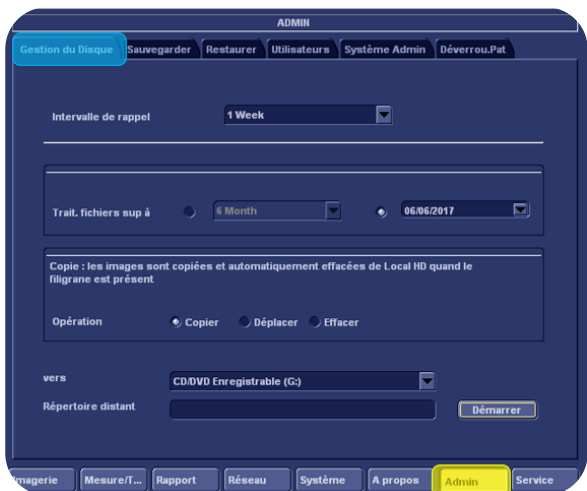 ADMIN
Gestion du Disque Sauvegarder Restaurer Utilisateurs Système Admin Déverrou.Pat
Intervalle de rappel 1 Week
Trait. fichiers sup à 6 Month 06/06/2017
Copie : les images sont copiées et automatiquement effacées de Local HD quand le
filigrane est présent
Opération Copier Déplacer Effacer
vers CD/DVD Enregistrable (G:)
Répertoire distant Démarrer
Imagerie Mesure/T... Rapport Réseau Système A propos Admin Service